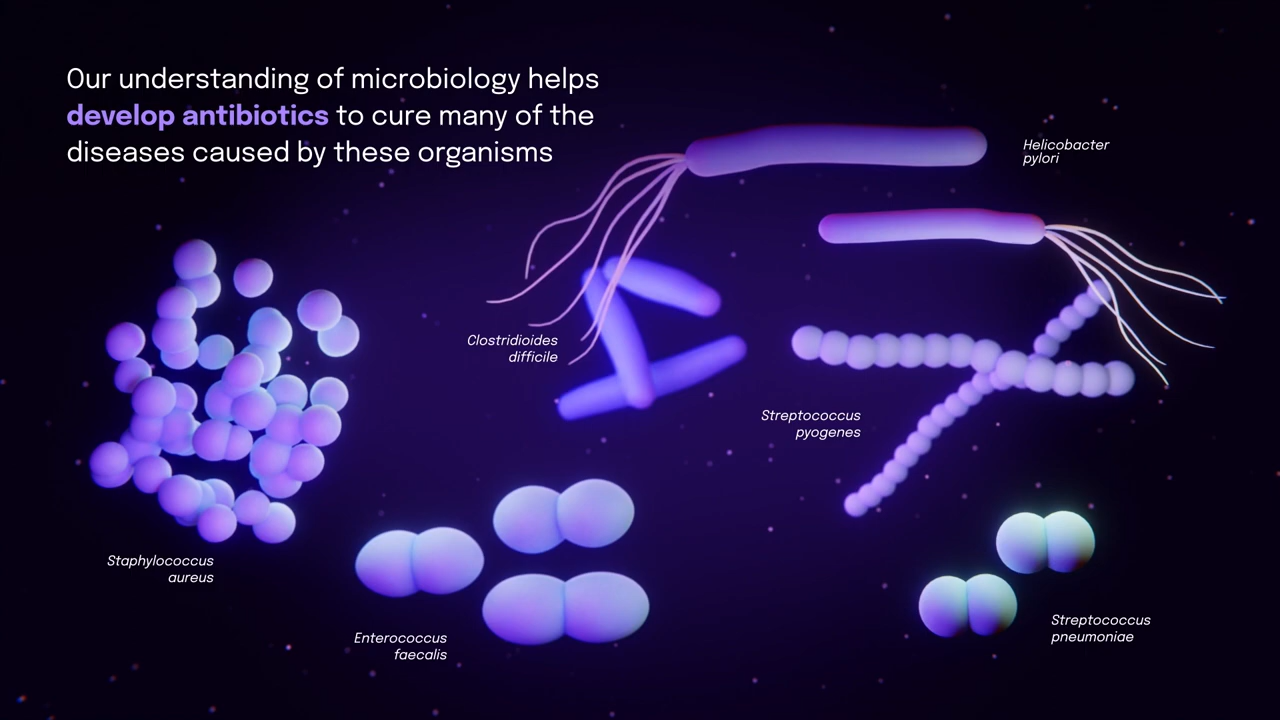 Our understanding of microbiology helps
develop antibiotics to cure many of the
diseases caused by these organisms
Helicobacter
pylori
Clostridioides
difficile
Streptococcus
pyogenes
Staphylococcus
aureus
Enterococcus
faecalis
Streptococcus
pneumoniae